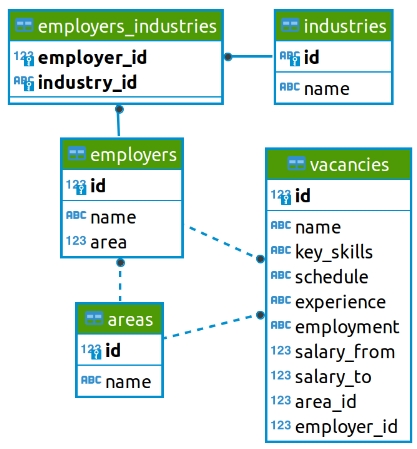 employers_industries
123 employer_id
ABC industry_id
industries
ABC id
ABC name
employers
123 id
ABC name
123 area
areas
123 id
ABC name
vacancies
123 id
ABC name
ABC key_skills
ABC schedule
ABC experience
ABC employment
123 salary_from
123 salary_to
123 area_id
123 employer_id